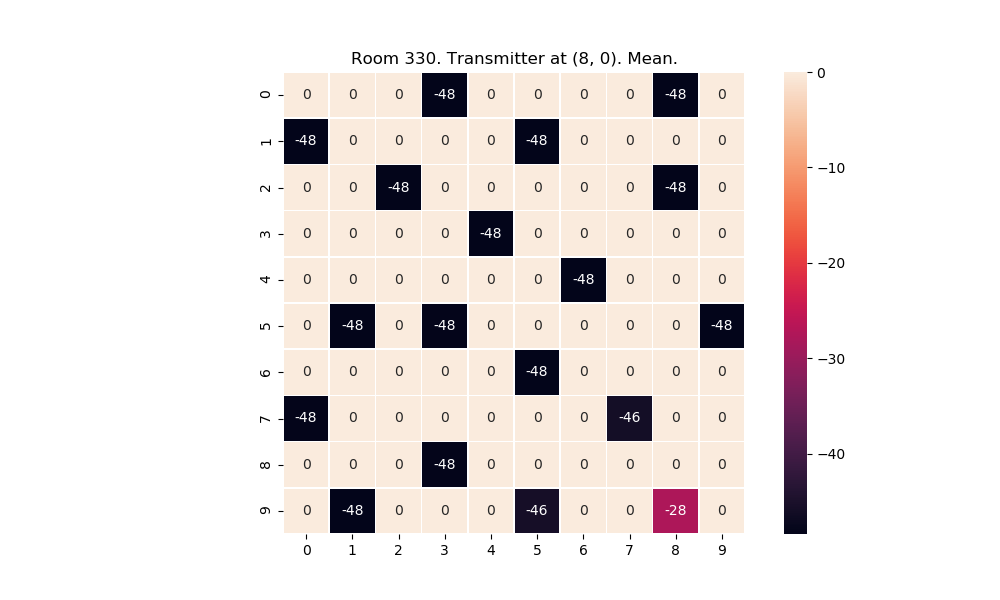 Room 330. Transmitter at (8, 0). Mean.
0 0 0 0 -48 0 0 0 0 -48 0
1 -48 0 0 0 0 -48 0 0 0 0
2 0 0 -48 0 0 0 0 0 -48 0
3 0 0 0 0 -48 0 0 0 0 0
4 0 0 0 0 0 0 -48 0 0 0
5 0 -48 0 -48 0 0 0 0 0 -48
6 0 0 0 0 0 -48 0 0 0 0
7 -48 0 0 0 0 0 0 -46 0 0
8 0 0 0 -48 0 0 0 0 0 0
9 0 -48 0 0 0 -46 0 0 -28 0
0 1 2 3 4 5 6 7 8 9
0
−10
−20
−30
−40